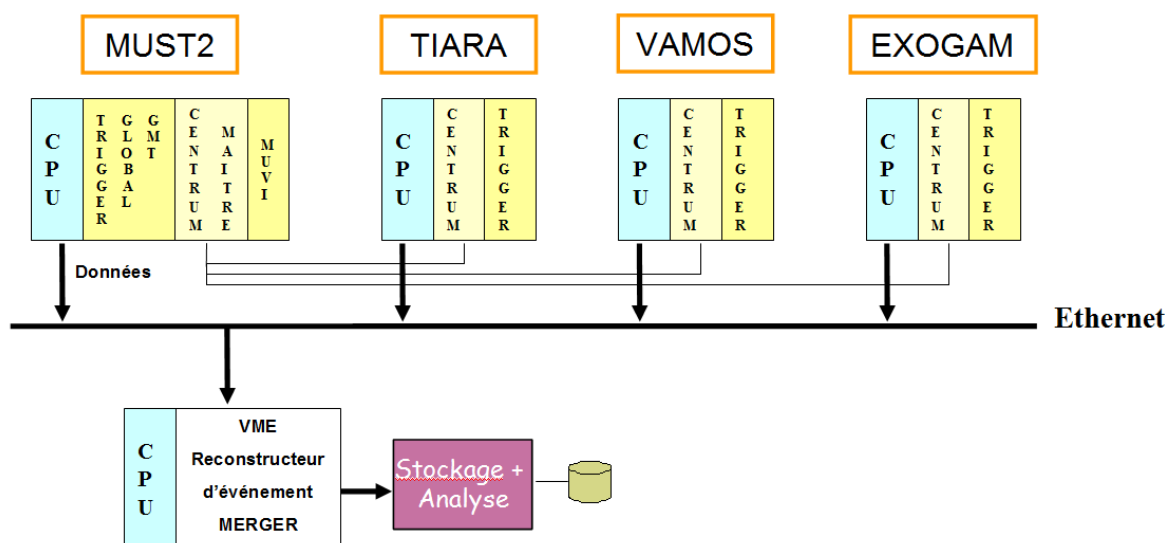 MUST2
TIARA
VAMOS
EXOGAM
CPU
TRIGGER
GLOBAL
GMT
CENTRUM
MAITRE
MUVI
CPU
CENTRUM
TRIGGER
CPU
CENTRUM
TRIGGER
CPU
CENTRUM
TRIGGER
Données
Ethernet
CPU
VME
Reconstructeur
d'événement
MERGER
Stockage +
Analyse